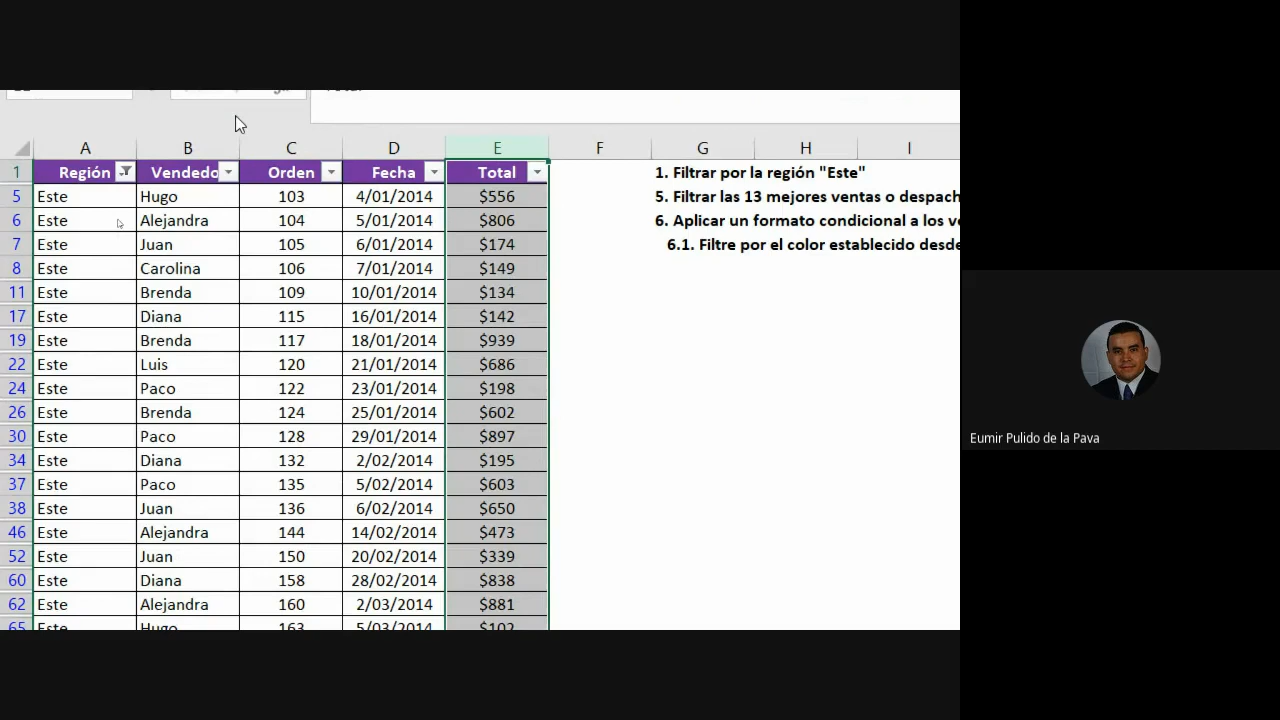 A B C D E F G H I
1 Región Vendedo Orden Fecha Total 1. Filtrar por la región "Este"
5 Este Hugo 103 4/01/2014 $556 5. Filtrar las 13 mejores ventas o despach
6 Este Alejandra 104 5/01/2014 $806 6. Aplicar un formato condicional a los ve
7 Este Juan 105 6/01/2014 $174 6.1. Filtre por el color establecido desde
8 Este Carolina 106 7/01/2014 $149
11 Este Brenda 109 10/01/2014 $134
17 Este Diana 115 16/01/2014 $142
19 Este Brenda 117 18/01/2014 $939
22 Este Luis 120 21/01/2014 $686
24 Este Paco 122 23/01/2014 $198
26 Este Brenda 124 25/01/2014 $602
30 Este Paco 128 29/01/2014 $897
34 Este Diana 132 2/02/2014 $195
37 Este Paco 135 5/02/2014 $603
38 Este Juan 136 6/02/2014 $650
46 Este Alejandra 144 14/02/2014 $473
52 Este Juan 150 20/02/2014 $339
60 Este Diana 158 28/02/2014 $838
62 Este Alejandra 160 2/03/2014 $881
65 Este Hugo 163 5/03/2014 $102
Eumir Pulido de la Pava